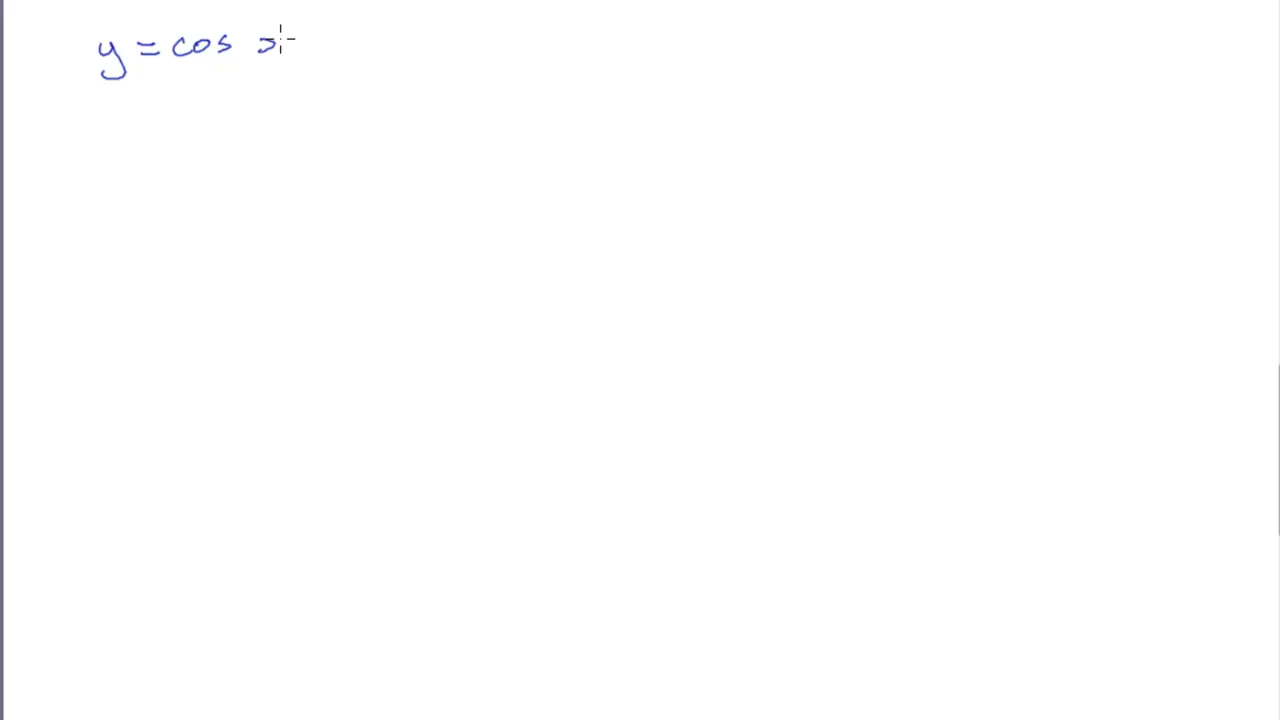 y = cos x